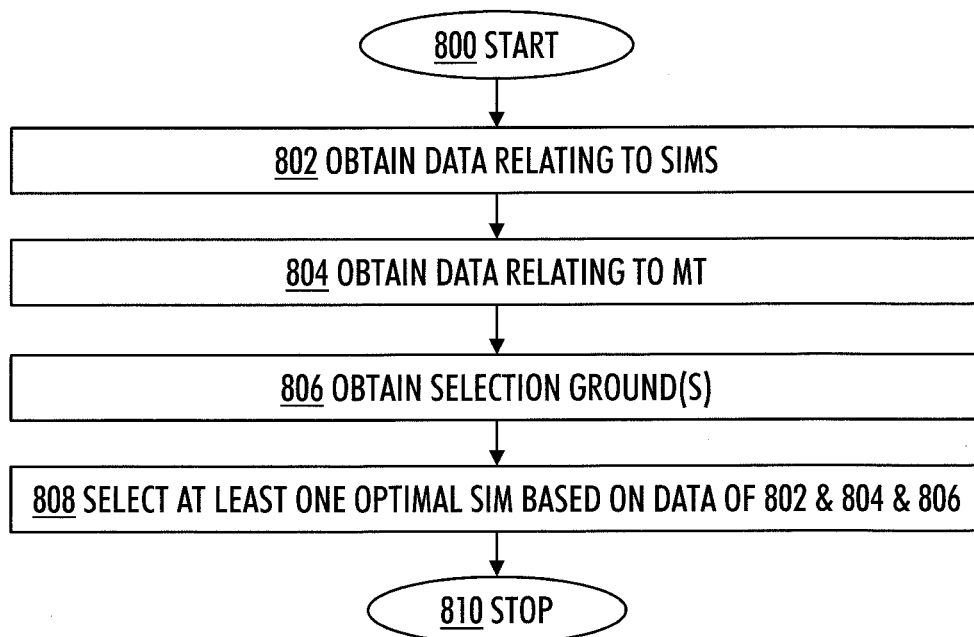 800 START
802 OBTAIN DATA RELATING TO SIMS
804 OBTAIN DATA RELATING TO MT
806 OBTAIN SELECTION GROUND(S)
808 SELECT AT LEAST ONE OPTIMAL SIM BASED ON DATA OF 802 & 804 & 806
810 STOP